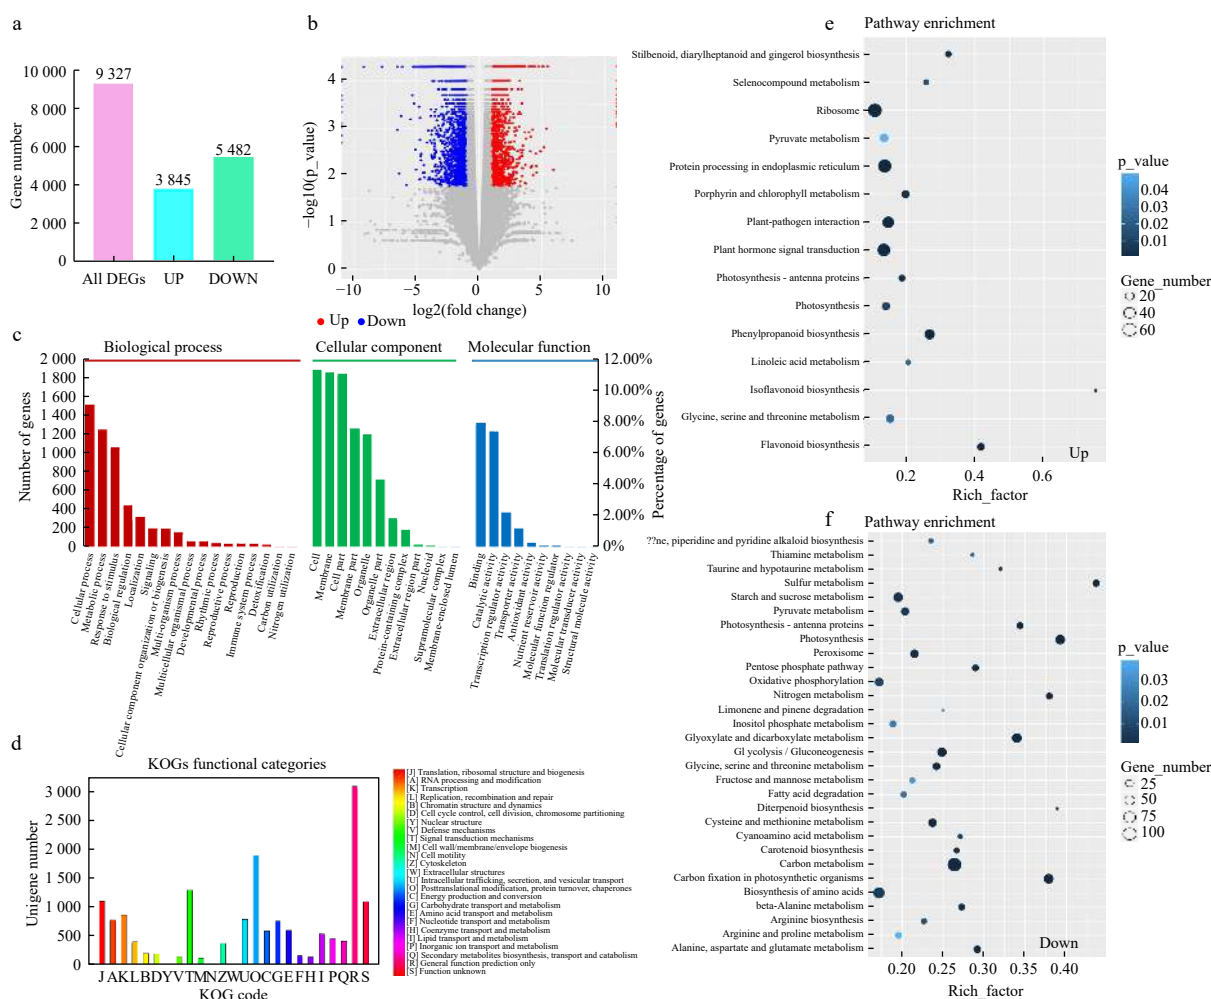 a
10 000
8 000
6 000
4 000
2 000
0
Gene number
9 327
3 845
5 482
All DEGs
UP
DOWN
b
4
3
2
1
0
−log10(p_value)
−10
−5
0
5
10
log2(fold change)
Up
Down
c
Biological process
Cellular component
Molecular function
2 000
1 800
1 600
1 400
1 200
1 000
800
600
400
200
0
Number of genes
12.00%
10.00%
8.00%
6.00%
4.00%
2.00%
0%
Percentage of genes
Cellular process
Metabolic process
Response to stimulus
Biological regulation
Localization
Signaling
Cellular component organization or biogenesis
Multi-organism process
Multicellular organismal process
Developmental process
Rhythmic process
Reproductive process
Reproduction
Immune system process
Detoxification
Carbon utilization
Nitrogen utilization
Cell
Membrane
Cell part
Membrane part
Organelle
Organelle part
Extracellular region
Protein-containing complex
Extracellular region part
Nucleoid
Supramolecular complex
Membrane-enclosed lumen
Binding
Catalytic activity
Transcription regulator activity
Transporter activity
Antioxidant activity
Nutrient reservoir activity
Molecular function regulator
Translation regulator activity
Molecular transducer activity
Structural molecule activity
d
KOGs functional categories
3 000
2 500
2 000
1 500
1 000
500
0
Unigene number
J A K L B D Y V T M N Z W U O C G E F H I P Q R S
KOG code
[J] Translation, ribosomal structure and biogenesis
[A] RNA processing and modification
[K] Transcription
[L] Replication, recombination and repair
[B] Chromatin structure and dynamics
[D] Cell cycle control, cell division, chromosome partitioning
[Y] Nuclear structure
[V] Defense mechanisms
[T] Signal transduction mechanisms
[M] Cell wall/membrane/envelope biogenesis
[N] Cell motility
[Z] Cytoskeleton
[W] Extracellular structures
[U] Intracellular trafficking, secretion, and vesicular transport
[O] Posttranslational modification, protein turnover, chaperones
[C] Energy production and conversion
[G] Carbohydrate transport and metabolism
[E] Amino acid transport and metabolism
[F] Nucleotide transport and metabolism
[H] Coenzyme transport and metabolism
[I] Lipid transport and metabolism
[P] Inorganic ion transport and metabolism
[Q] Secondary metabolites biosynthesis, transport and catabolism
[R] General function prediction only
[S] Function unknown
e
Pathway enrichment
Stilbenoid, diarylheptanoid and gingerol biosynthesis
Selenocompound metabolism
Ribosome
Pyruvate metabolism
Protein processing in endoplasmic reticulum
Porphyrin and chlorophyll metabolism
Plant-pathogen interaction
Plant hormone signal transduction
Photosynthesis - antenna proteins
Photosynthesis
Phenylpropanoid biosynthesis
Linoleic acid metabolism
Isoflavonoid biosynthesis
Glycine, serine and threonine metabolism
Flavonoid biosynthesis
Up
0.2
0.4
0.6
Rich_factor
p_value
0.04
0.03
0.02
0.01
Gene_number
20
40
60
f
Pathway enrichment
??ne, piperidine and pyridine alkaloid biosynthesis
Thiamine metabolism
Taurine and hypotaurine metabolism
Sulfur metabolism
Starch and sucrose metabolism
Pyruvate metabolism
Photosynthesis - antenna proteins
Photosynthesis
Peroxisome
Pentose phosphate pathway
Oxidative phosphorylation
Nitrogen metabolism
Limonene and pinene degradation
Inositol phosphate metabolism
Glyoxylate and dicarboxylate metabolism
Gl ycolysis / Gluconeogenesis
Glycine, serine and threonine metabolism
Fructose and mannose metabolism
Fatty acid degradation
Diterpenoid biosynthesis
Cysteine and methionine metabolism
Cyanoamino acid metabolism
Carotenoid biosynthesis
Carbon metabolism
Carbon fixation in photosynthetic organisms
Biosynthesis of amino acids
beta-Alanine metabolism
Arginine biosynthesis
Arginine and proline metabolism
Alanine, aspartate and glutamate metabolism
Down
0.20
0.25
0.30
0.35
0.40
Rich_factor
p_value
0.03
0.02
0.01
Gene_number
25
50
75
100